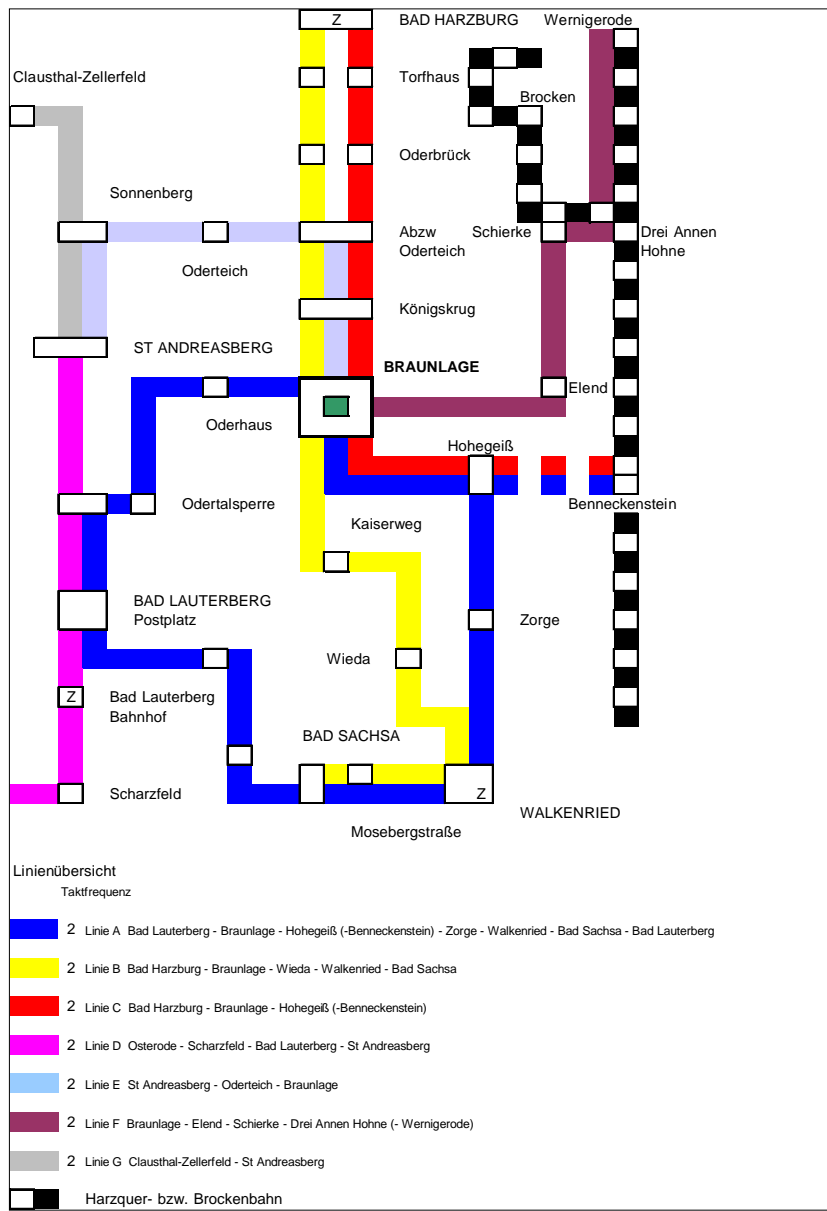 Z
BAD HARZBURG
Wernigerode
Clausthal-Zellerfeld
Torfhaus
Brocken
Oderbrück
Sonnenberg
Abzw
Oderteich
Schierke
Drei Annen
Hohne
Oderteich
Königskrug
ST ANDREASBERG
BRAUNLAGE
Elend
Oderhaus
Hohegeiß
Odertalsperre
Benneckenstein
Kaiserweg
BAD LAUTERBERG
Postplatz
Zorge
Wieda
Z
Bad Lauterberg
Bahnhof
BAD SACHSA
Scharzfeld
Z
WALKENRIED
Mosebergstraße
Linienübersicht
Taktfrequenz
2 Linie A Bad Lauterberg - Braunlage - Hohegeiß (-Benneckenstein) - Zorge - Walkenried - Bad Sachsa - Bad Lauterberg
2 Linie B Bad Harzburg - Braunlage - Wieda - Walkenried - Bad Sachsa
2 Linie C Bad Harzburg - Braunlage - Hohegeiß (-Benneckenstein)
2 Linie D Osterode - Scharzfeld - Bad Lauterberg - St Andreasberg
2 Linie E St Andreasberg - Oderteich - Braunlage
2 Linie F Braunlage - Elend - Schierke - Drei Annen Hohne (- Wernigerode)
2 Linie G Clausthal-Zellerfeld - St Andreasberg
Harzquer- bzw. Brockenbahn